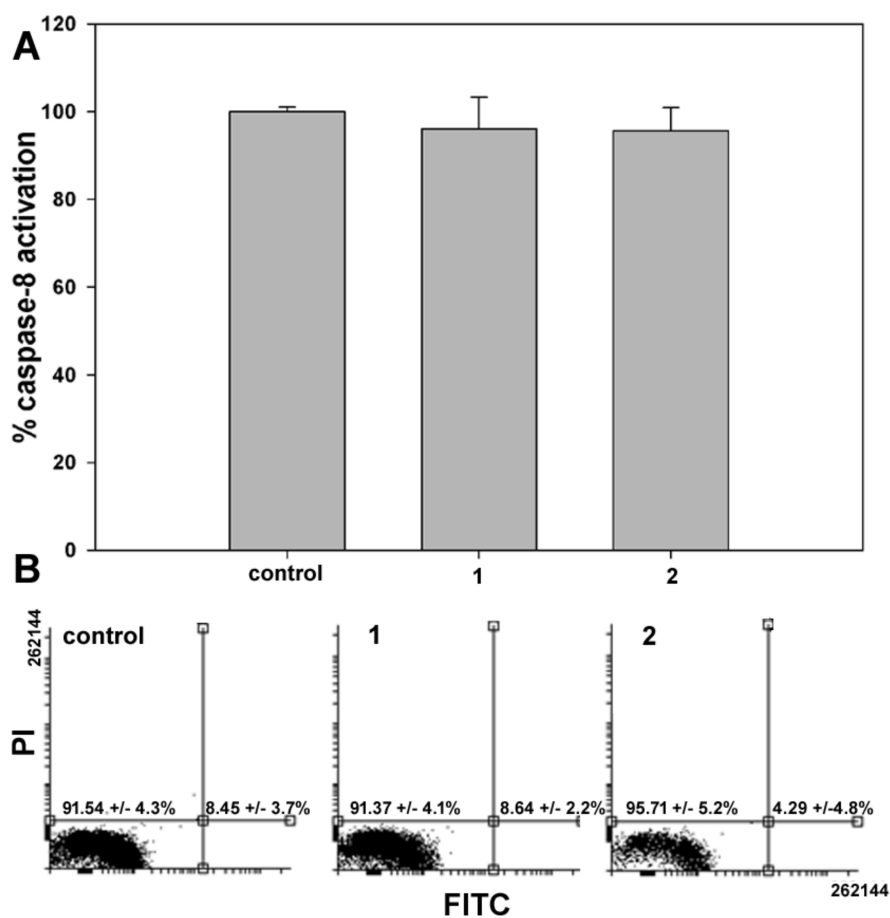 A
% caspase-8 activation
120
100
80
60
40
20
0
control 1 2
B
PI
262144
control 1 2
91.54 +/- 4.3% 8.45 +/- 3.7% 91.37 +/- 4.1% 8.64 +/- 2.2% 95.71 +/- 5.2% 4.29 +/-4.8%
262144
FITC